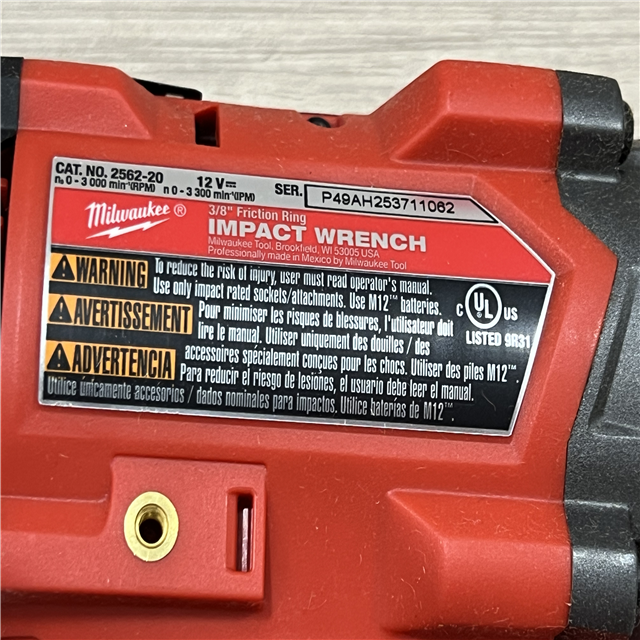 CAT. NO. 2562-20 12 V⎓ SER. P49AH253711062
n₀ 0 - 3 000 min⁻¹(RPM) n 0 - 3 300 min⁻¹(IPM)
Milwaukee ®
3/8" Friction Ring
IMPACT WRENCH
Milwaukee Tool, Brookfield, WI 53005 USA
Professionally made in Mexico by Milwaukee Tool
WARNING To reduce the risk of injury, user must read operator's manual.
Use only impact rated sockets/attachments. Use M12™ batteries.
AVERTISSEMENT Pour minimiser les risques de blessures, l'utilisateur doit
lire le manual. Utiliser uniquement des douilles / des
accessoires spécialement conçues pour les chocs. Utiliser des piles M12™.
ADVERTENCIA Para reducir el riesgo de lesiones, el usuario debe leer el manual.
Utilice únicamente accesorios / dados nominales para impactos. Utilice baterías de M12™.
C UL US
LISTED 9R31